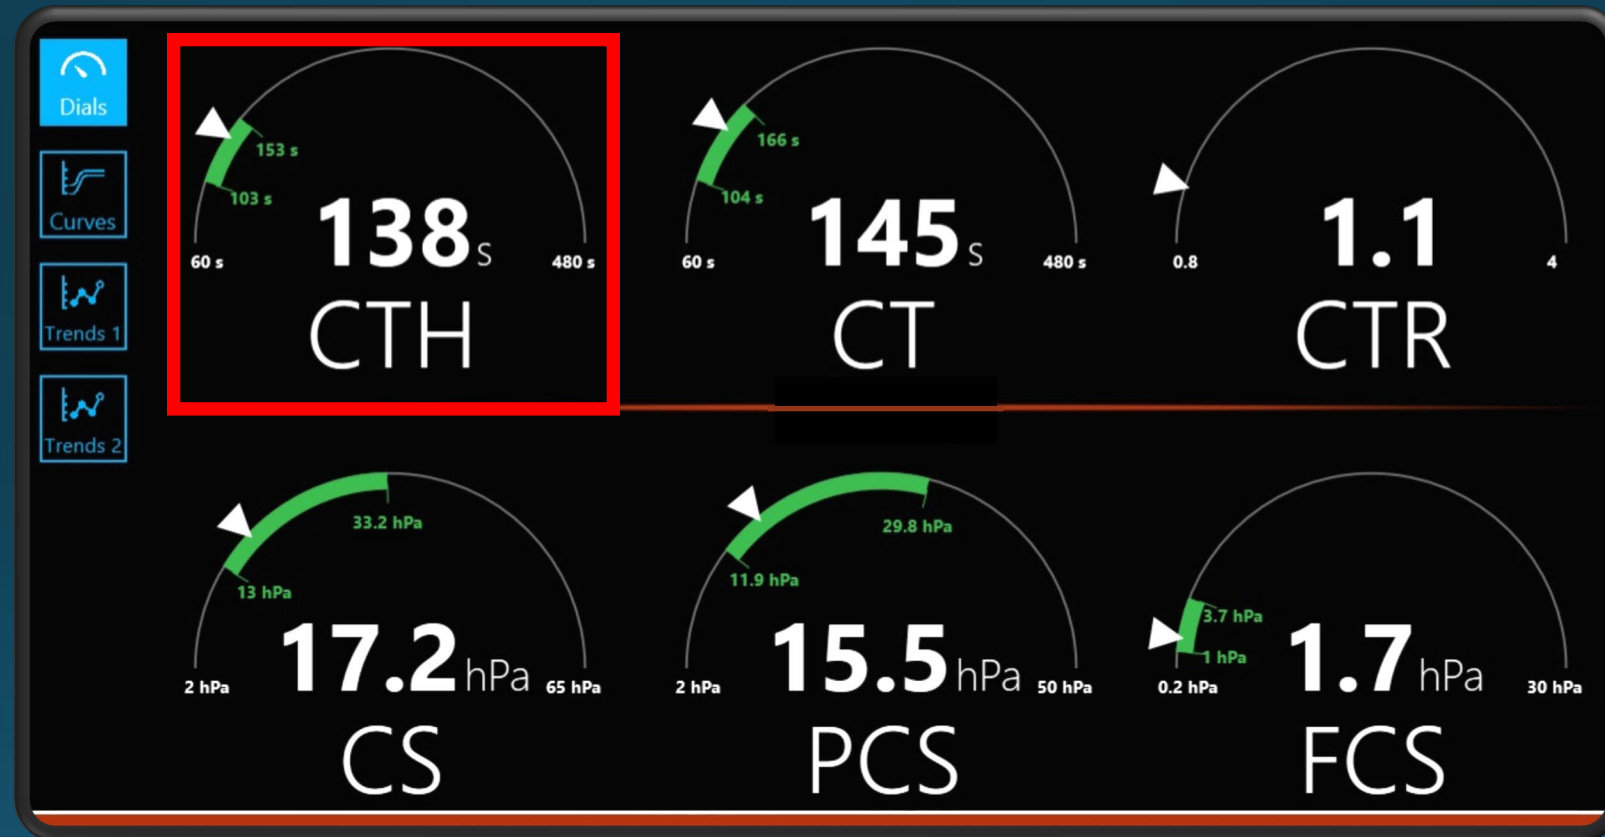 Dials
Curves
Trends 1
Trends 2
153 s
103 s
138 s
60 s
480 s
CTH
166 s
104 s
145 s
60 s
480 s
CT
1.1
0.8
4
CTR
33.2 hPa
13 hPa
17.2 hPa
2 hPa
65 hPa
CS
29.8 hPa
11.9 hPa
15.5 hPa
2 hPa
50 hPa
PCS
3.7 hPa
1 hPa
1.7 hPa
0.2 hPa
30 hPa
FCS